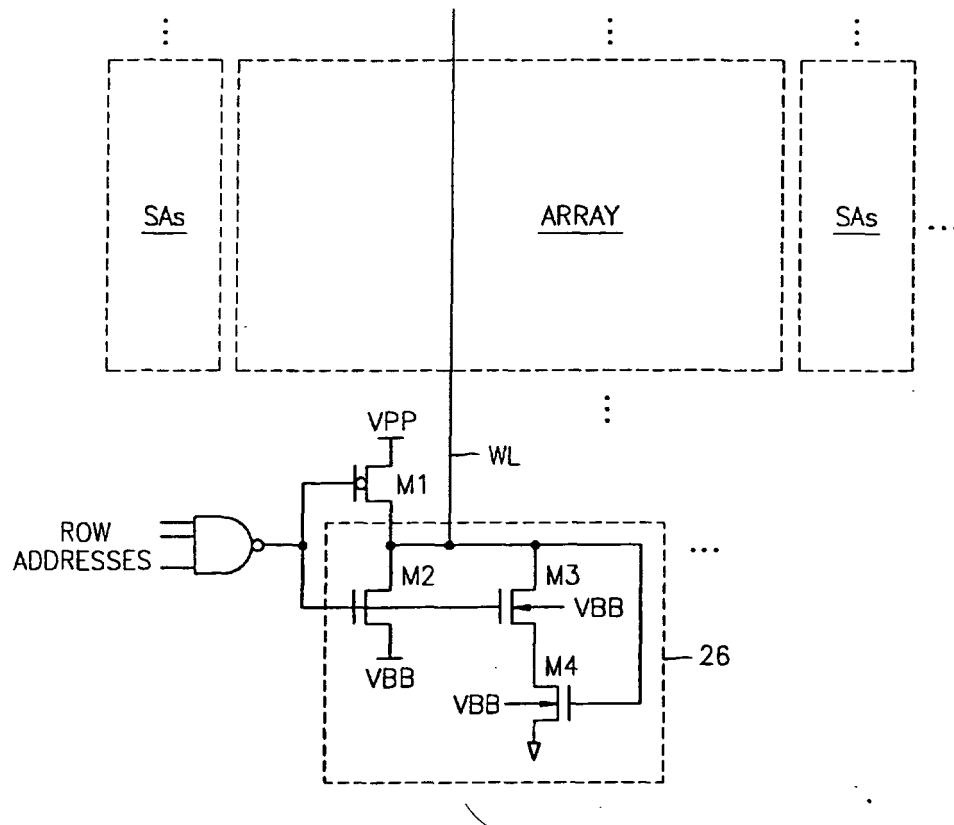 SAs
ARRAY
SAs
VPP
WL
M1
ROW
ADDRESSES
M2
M3
VBB
VBB
M4
VBB
26